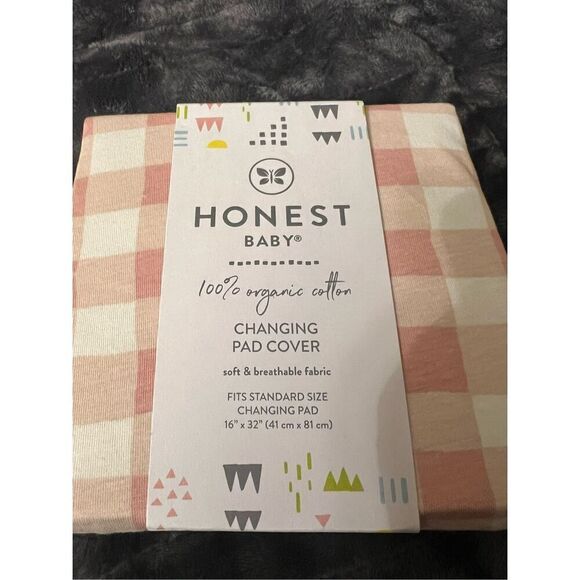 HONEST
BABY®
100% organic cotton
CHANGING
PAD COVER
soft & breathable fabric
FITS STANDARD SIZE
CHANGING PAD
16" x 32" (41 cm x 81 cm)